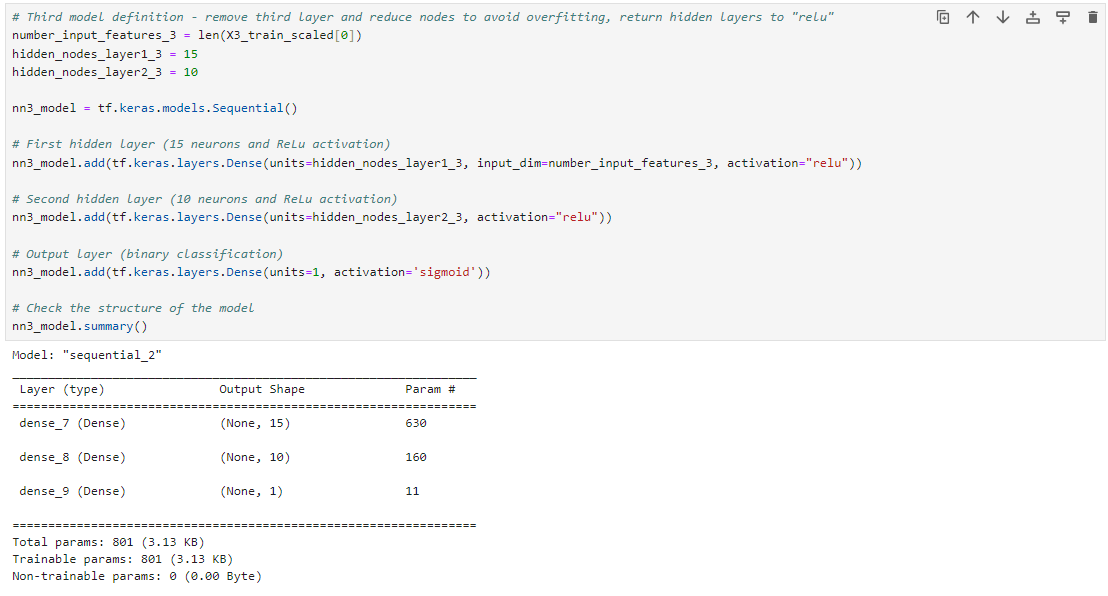 # Third model definition - remove third layer and reduce nodes to avoid overfitting, return hidden layers to "relu"
number_input_features_3 = len(X3_train_scaled[0])
hidden_nodes_layer1_3 = 15
hidden_nodes_layer2_3 = 10
nn3_model = tf.keras.models.Sequential()
# First hidden layer (15 neurons and ReLu activation)
nn3_model.add(tf.keras.layers.Dense(units=hidden_nodes_layer1_3, input_dim=number_input_features_3, activation="relu"))
# Second hidden layer (10 neurons and ReLu activation)
nn3_model.add(tf.keras.layers.Dense(units=hidden_nodes_layer2_3, activation="relu"))
# Output layer (binary classification)
nn3_model.add(tf.keras.layers.Dense(units=1, activation='sigmoid'))
# Check the structure of the model
nn3_model.summary()
Model: "sequential_2"
_________________________________________________________________
Layer (type) Output Shape Param #
=================================================================
dense_7 (Dense) (None, 15) 630
dense_8 (Dense) (None, 10) 160
dense_9 (Dense) (None, 1) 11
=================================================================
Total params: 801 (3.13 KB)
Trainable params: 801 (3.13 KB)
Non-trainable params: 0 (0.00 Byte)